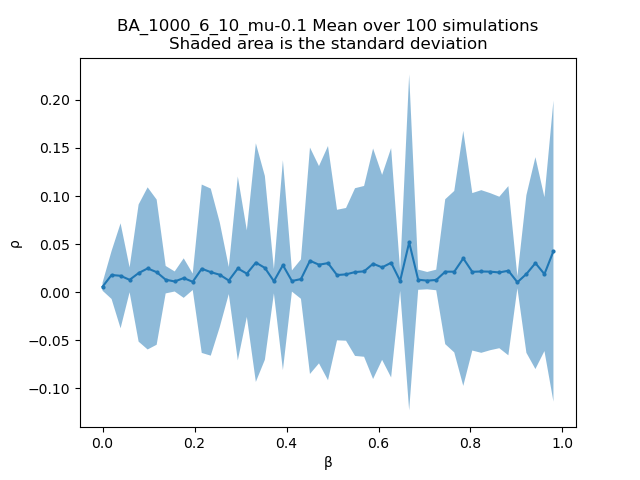 BA_1000_6_10_mu-0.1 Mean over 100 simulations
Shaded area is the standard deviation
0.20
0.15
0.10
0.05
0.00
−0.05
−0.10
ρ
0.0 0.2 0.4 0.6 0.8 1.0
β